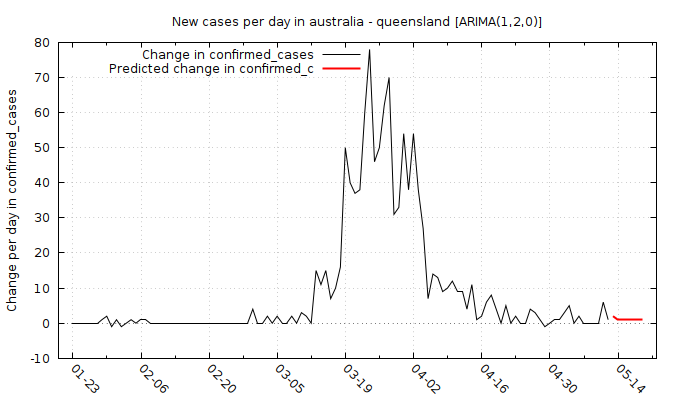 New cases per day in australia - queensland [ARIMA(1,2,0)]
Change in confirmed_cases
Predicted change in confirmed_c
Change per day in confirmed_cases
80
70
60
50
40
30
20
10
0
-10
01-23 02-06 02-20 03-05 03-19 04-02 04-16 04-30 05-14